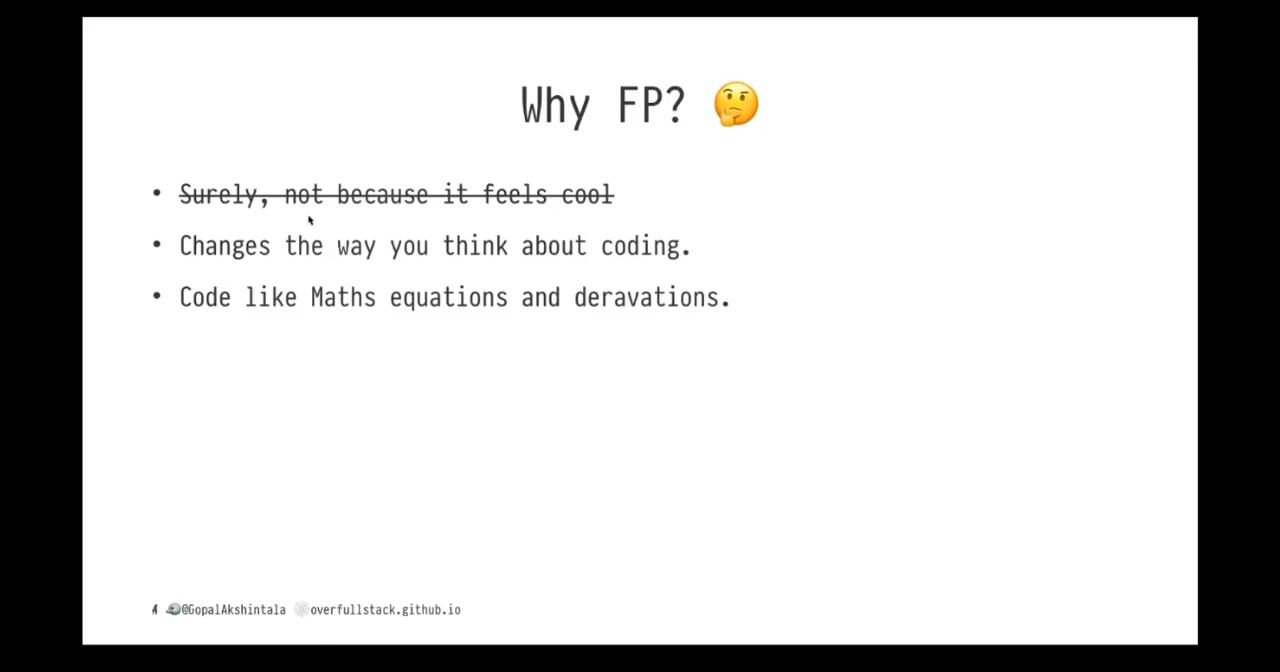 Why FP? 🤔
• Surely, not because it feels cool
• Changes the way you think about coding.
• Code like Maths equations and deravations.
@GopalAkshintala overfullstack.github.io